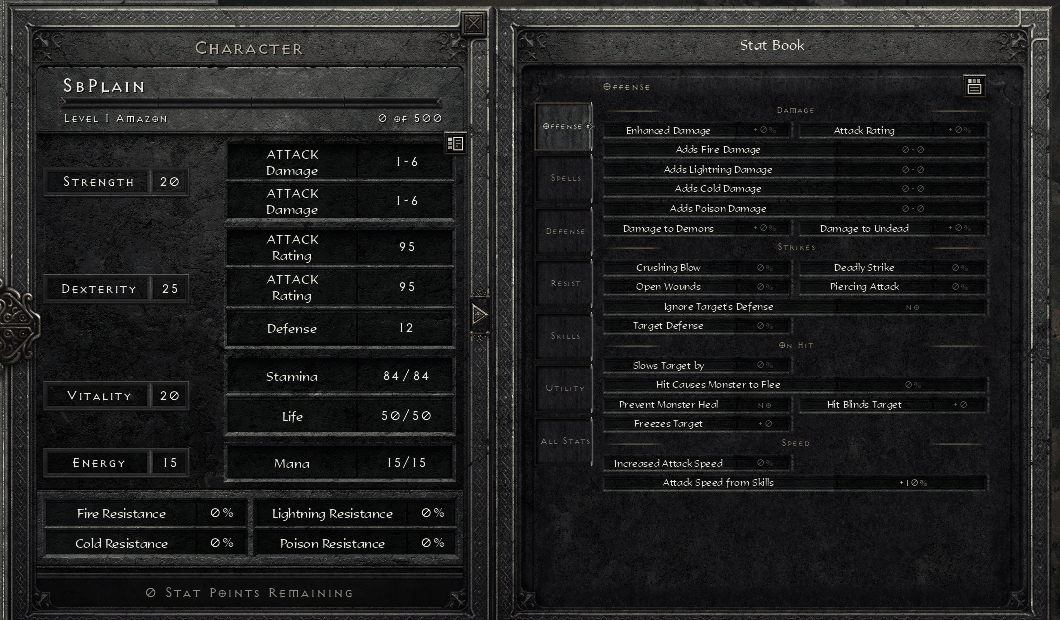 Character
SbPlain
Level 1 Amazon 0 of 500
Strength 20
ATTACK Damage 1-6
ATTACK Damage 1-6
ATTACK Rating 95
Dexterity 25
ATTACK Rating 95
Defense 12
Stamina 84/84
Vitality 20
Life 50/50
Energy 15
Mana 15/15
Fire Resistance 0% Lightning Resistance 0%
Cold Resistance 0% Poison Resistance 0%
0 Stat Points Remaining
Stat Book
Offense
Offense
Spells
Defense
Resist
Skills
Utility
All Stats
Damage
Enhanced Damage +0% Attack Rating +0%
Adds Fire Damage 0-0
Adds Lightning Damage 0-0
Adds Cold Damage 0-0
Adds Poison Damage 0-0
Damage to Demons +0% Damage to Undead +0%
Strikes
Crushing Blow 0% Deadly Strike 0%
Open Wounds 0% Piercing Attack 0%
Ignore Target's Defense No
Target Defense 0%
On Hit
Slows Target by 0%
Hit Causes Monster to Flee 0%
Prevent Monster Heal No Hit Blinds Target +0
Freezes Target +0
Speed
Increased Attack Speed 0%
Attack Speed from Skills +10%